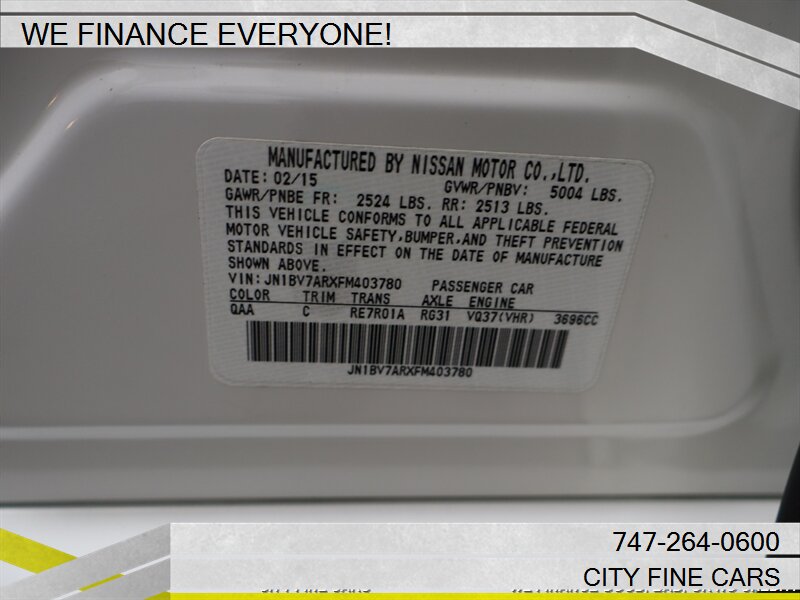 WE FINANCE EVERYONE!
MANUFACTURED BY NISSAN MOTOR CO.,LTD.
DATE: 02/15 GVWR/PNBV: 5004 LBS.
GAWR/PNBE FR: 2524 LBS. RR: 2513 LBS.
THIS VEHICLE CONFORMS TO ALL APPLICABLE FEDERAL
MOTOR VEHICLE SAFETY,BUMPER,AND THEFT PREVENTION
STANDARDS IN EFFECT ON THE DATE OF MANUFACTURE
SHOWN ABOVE.
VIN:JN1BV7ARXFM403780 PASSENGER CAR
COLOR TRIM TRANS AXLE ENGINE
QAA C RE7R01A RG31 VQ37(VHR) 3696CC
JN1BV7ARXFM403780
747-264-0600
CITY FINE CARS
CITY FINE CARS